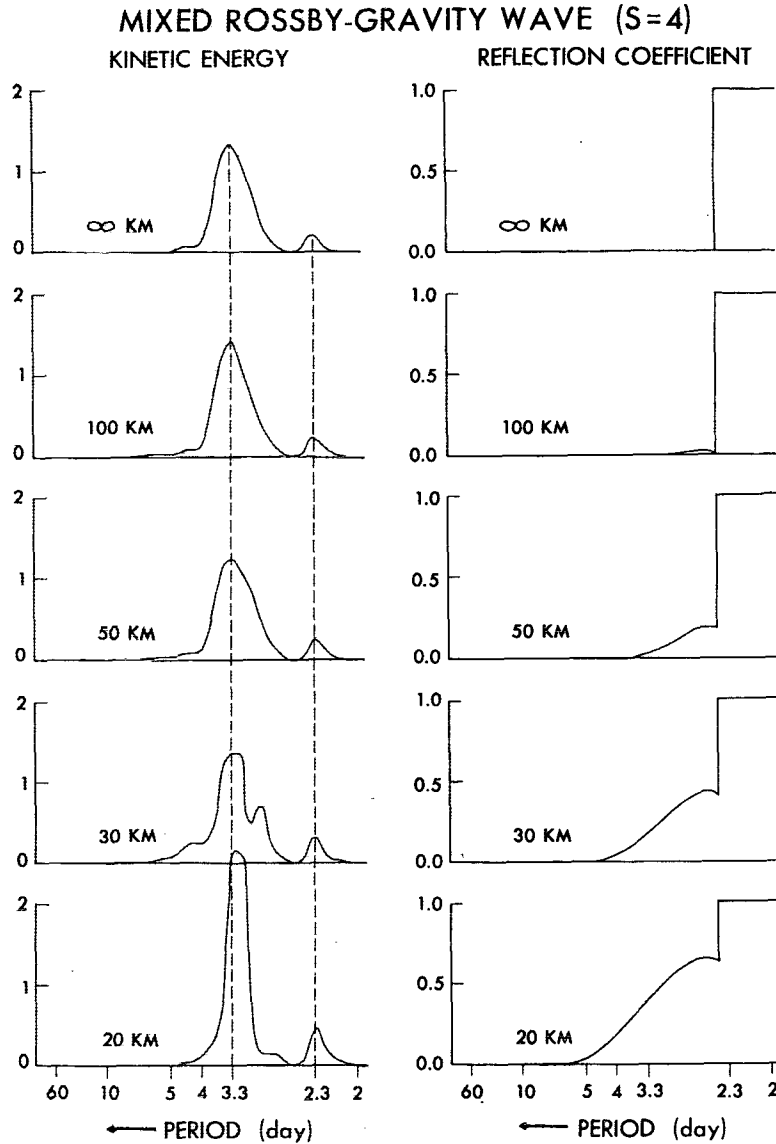 MIXED ROSSBY-GRAVITY WAVE (S=4)
KINETIC ENERGY
REFLECTION COEFFICIENT
2
1
0
∞ KM
1.0
0.5
0.0
∞ KM
2
1
0
100 KM
1.0
0.5
0.0
100 KM
2
1
0
50 KM
1.0
0.5
0.0
50 KM
2
1
0
30 KM
1.0
0.5
0.0
30 KM
2
1
0
20 KM
1.0
0.5
0.0
20 KM
60 10 5 4 3.3 2.3 2
60 10 5 4 3.3 2.3 2
← PERIOD (day)
← PERIOD (day)